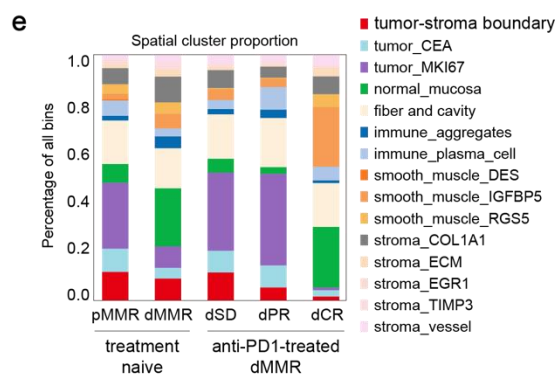 e
Spatial cluster proportion
Percentage of all bins
1.0
0.8
0.6
0.4
0.2
0.0
pMMR dMMR dSD dPR dCR
treatment naive
anti-PD1-treated dMMR
tumor-stroma boundary
tumor_CEA
tumor_MKI67
normal_mucosa
fiber and cavity
immune_aggregates
immune_plasma_cell
smooth_muscle_DES
smooth_muscle_IGFBP5
smooth_muscle_RGS5
stroma_COL1A1
stroma_ECM
stroma_EGR1
stroma_TIMP3
stroma_vessel